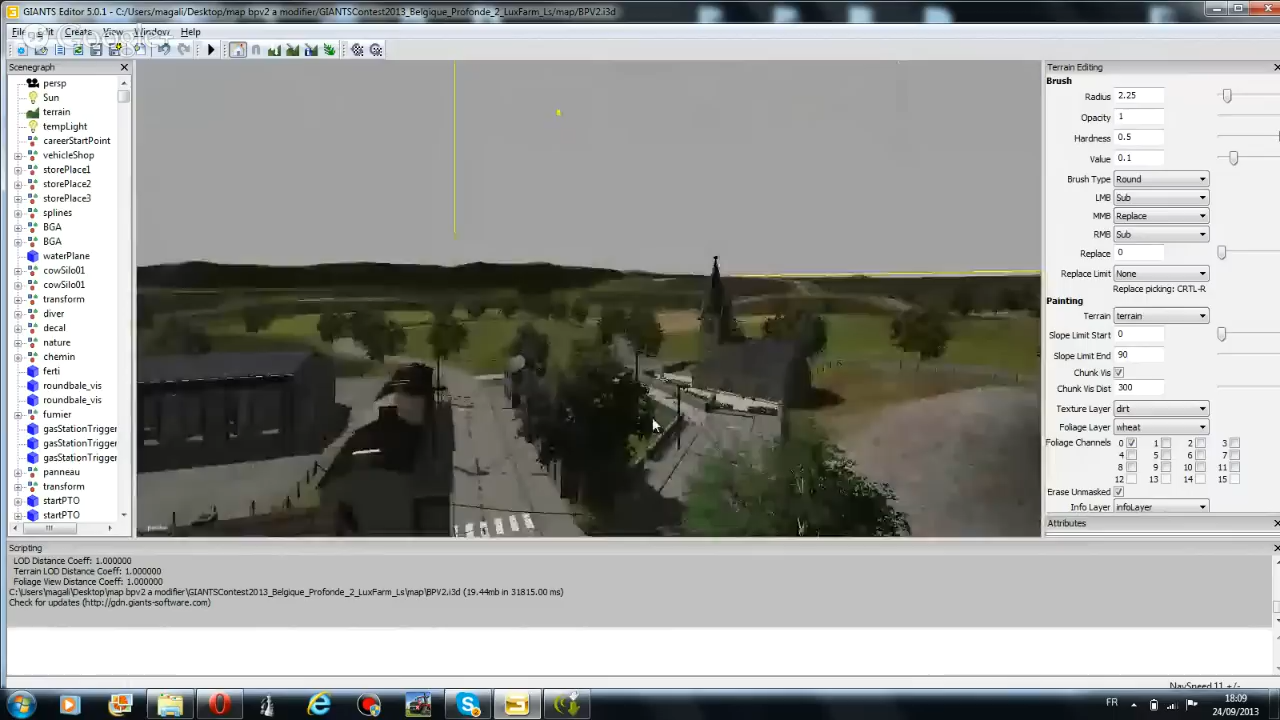 GIANTS Editor 5.0.1 - C:/Users/magali/Desktop/map bpv2 a modifier/GIANTSContest2013_Belgique_Profonde_2_LuxFarm_Ls/map/BPV2.i3d
File Edit Create View Window Help
Scenegraph
persp
Sun
terrain
tempLight
careerStartPoint
vehicleShop
storePlace1
storePlace2
storePlace3
splines
BGA
BGA
waterPlane
cowSilo01
cowSilo01
transform
diver
decal
nature
chemin
ferti
roundbale_vis
roundbale_vis
fumier
gasStationTrigger
gasStationTrigger
gasStationTrigger
panneau
transform
startPTO
startPTO
Terrain Editing
Brush
Radius 2.25
Opacity 1
Hardness 0.5
Value 0.1
Brush Type Round
LMB Sub
MMB Replace
RMB Sub
Replace 0
Replace Limit None
Replace picking: CRTL-R
Painting
Terrain terrain
Slope Limit Start 0
Slope Limit End 90
Chunk Vis
Chunk Vis Dist 300
Texture Layer dirt
Foliage Layer wheat
Foliage Channels 0 1 2 3
4 5 6 7
8 9 10 11
12 13 14 15
Erase Unmasked
Info Layer infoLayer
Attributes
Scripting
LOD Distance Coeff: 1.000000
Terrain LOD Distance Coeff: 1.000000
Foliage View Distance Coeff: 1.000000
C:\Users\magali\Desktop\map bpv2 a modifier\GIANTSContest2013_Belgique_Profonde_2_LuxFarm_Ls\map\BPV2.i3d (19.44mb in 31815.00 ms)
Check for updates (http://gdn.giants-software.com)
NavSpeed 11 +/-
FR
18:09
24/09/2013